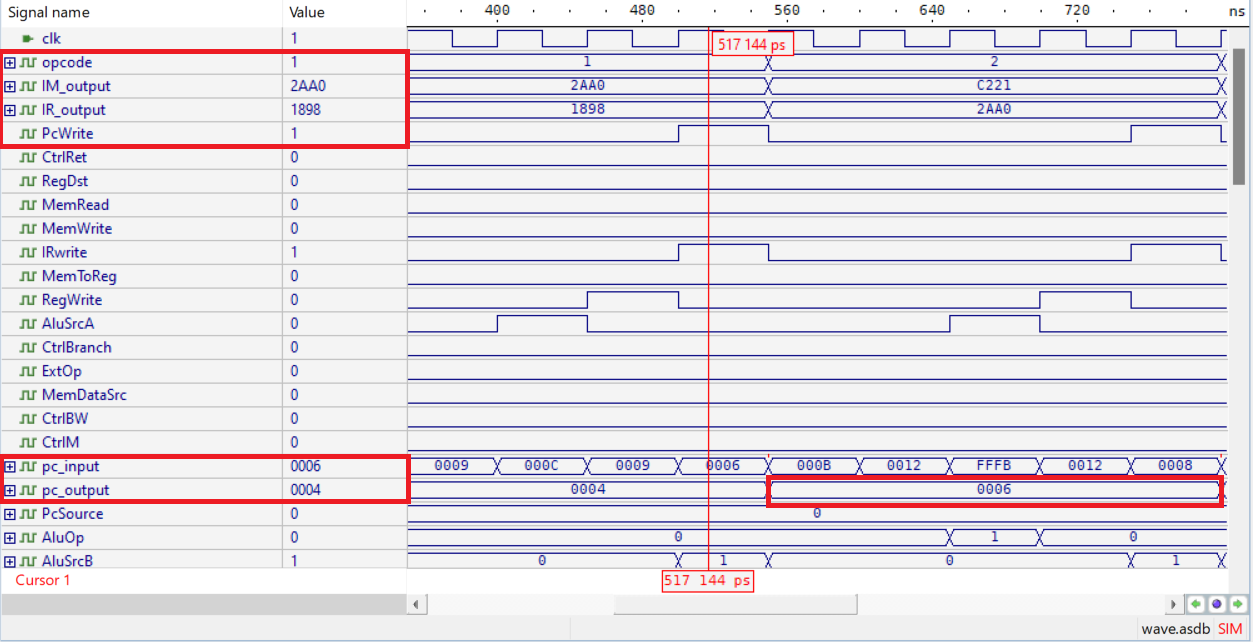 Signal name Value 400 480 560 640 720 ns
clk 1 517 144 ps
opcode 1 1 2
IM_output 2AA0 2AA0 C221
IR_output 1898 1898 2AA0
PcWrite 1
CtrlRet 0
RegDst 0
MemRead 0
MemWrite 0
IRwrite 1
MemToReg 0
RegWrite 0
AluSrcA 0
CtrlBranch 0
ExtOp 0
MemDataSrc 0
CtrlBW 0
CtrlM 0
pc_input 0006 0009 000C 0009 0006 000B 0012 FFFB 0012 0008
pc_output 0004 0004 0006
PcSource 0 0
AluOp 0 0 1 0
AluSrcB 1 0 1 0 1
Cursor 1 517 144 ps
wave.asdb SIM